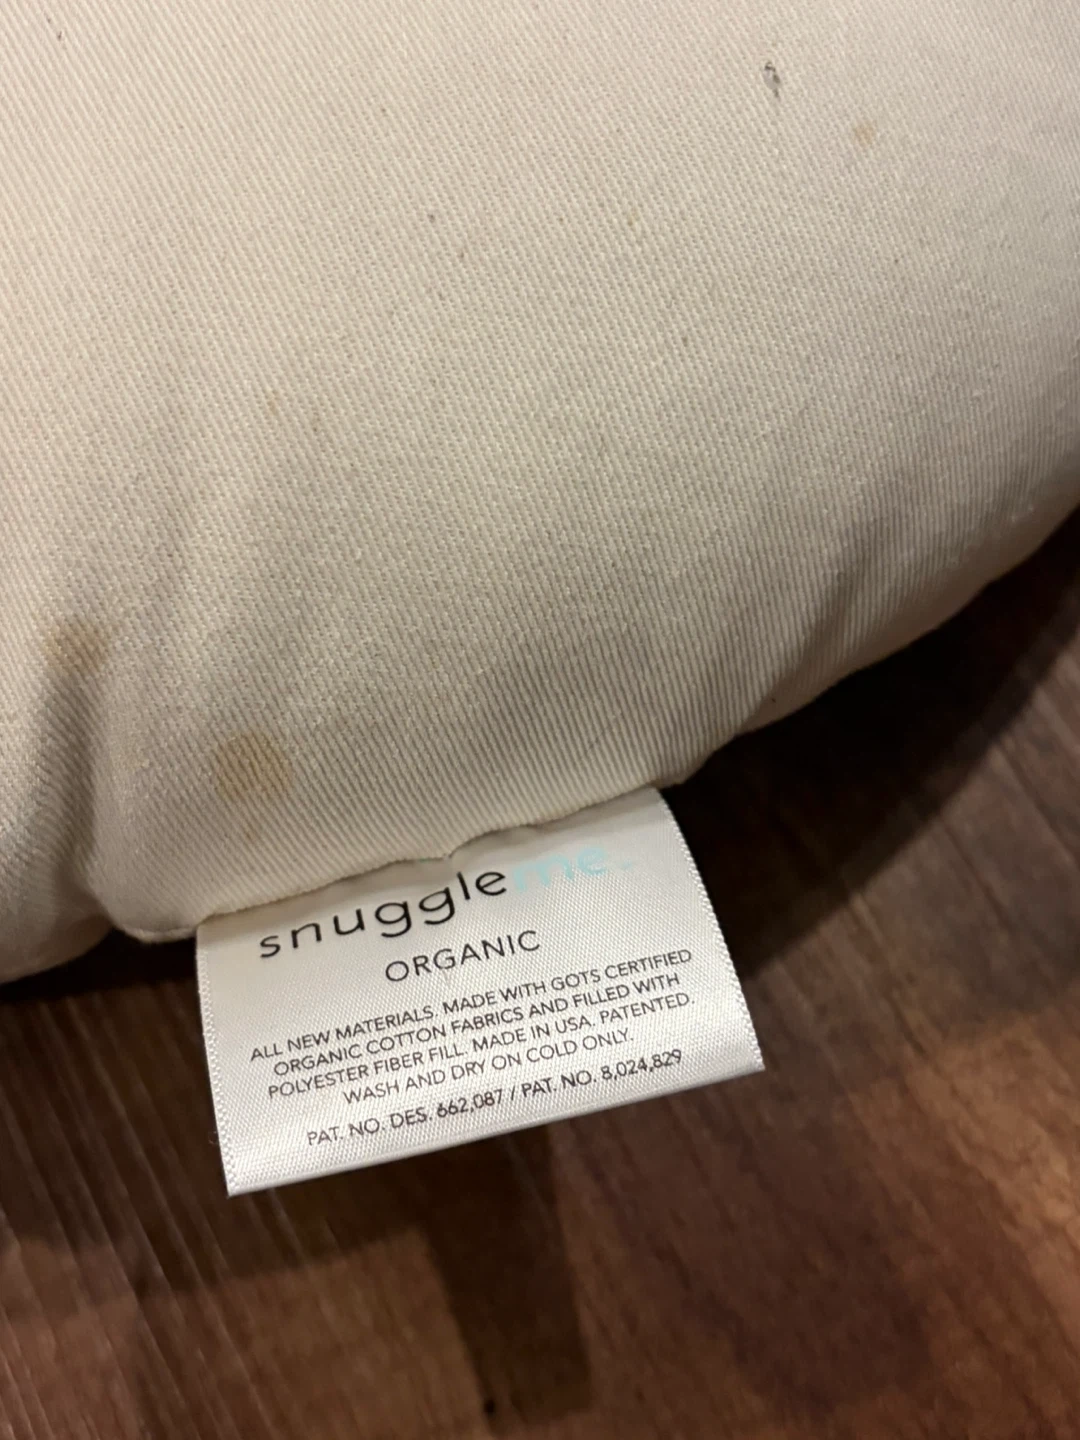 snuggleme
ORGANIC
ALL NEW MATERIALS. MADE WITH GOTS CERTIFIED
ORGANIC COTTON FABRICS AND FILLED WITH
POLYESTER FIBER FILL. MADE IN USA. PATENTED.
WASH AND DRY ON COLD ONLY.
PAT. NO. DES. 662,087 / PAT. NO. 8,024,829